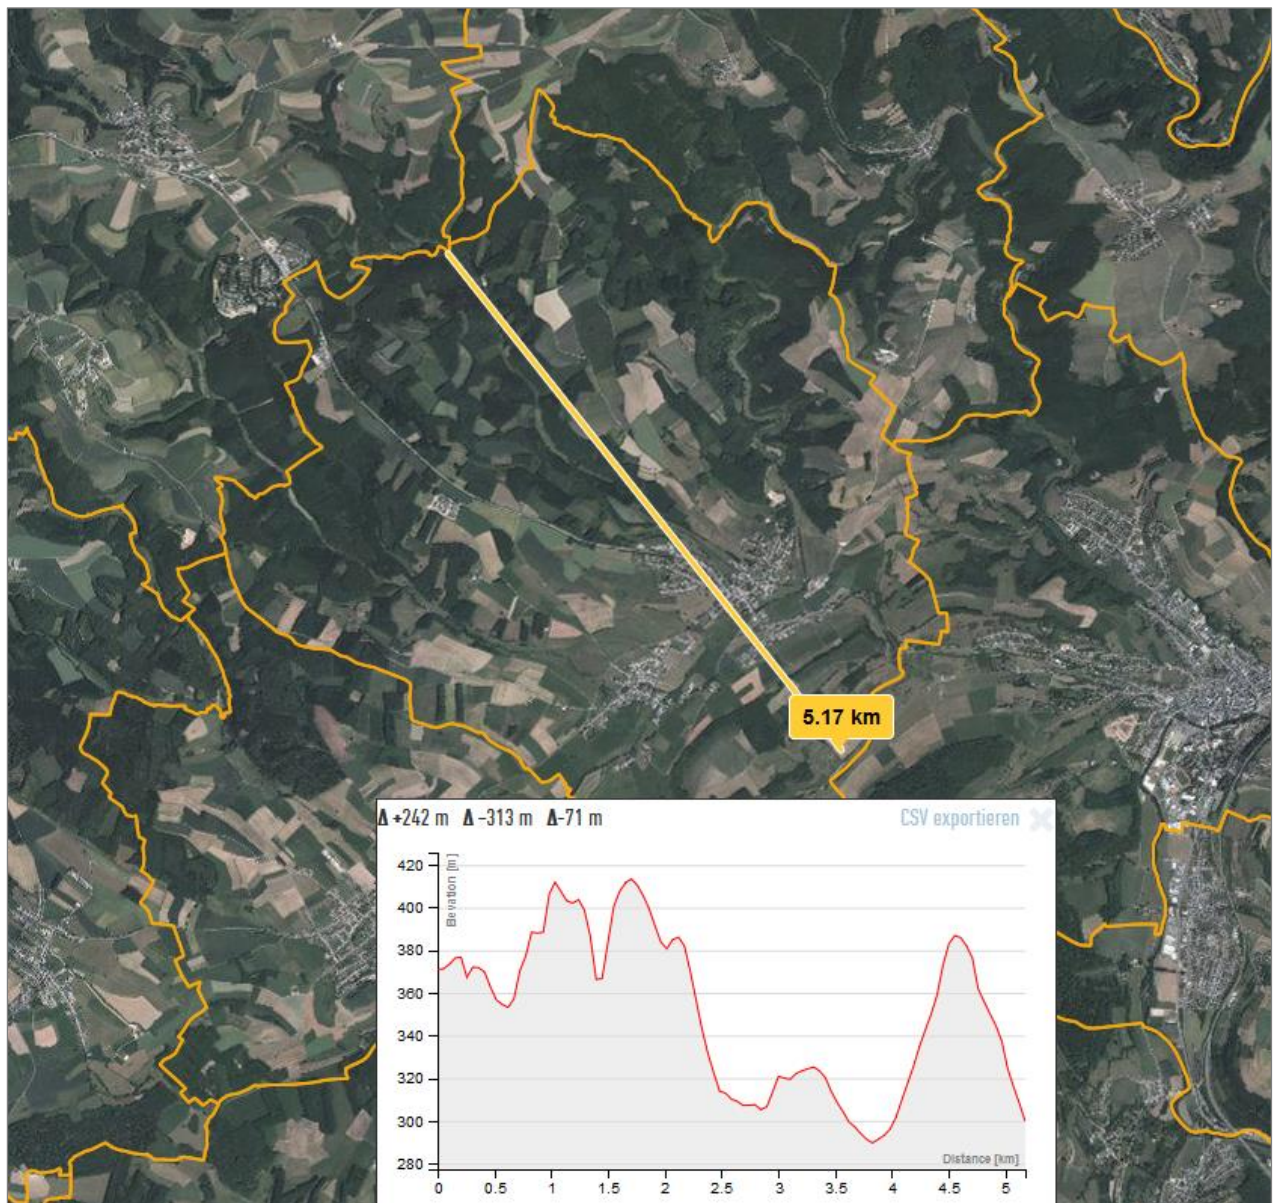 5.17 km
Δ +242 m Δ -313 m Δ-71 m
CSV exportieren
420
400
380
360
340
320
300
280
Elevation [m]
Distance [km]
0 0.5 1 1.5 2 2.5 3 3.5 4 4.5 5